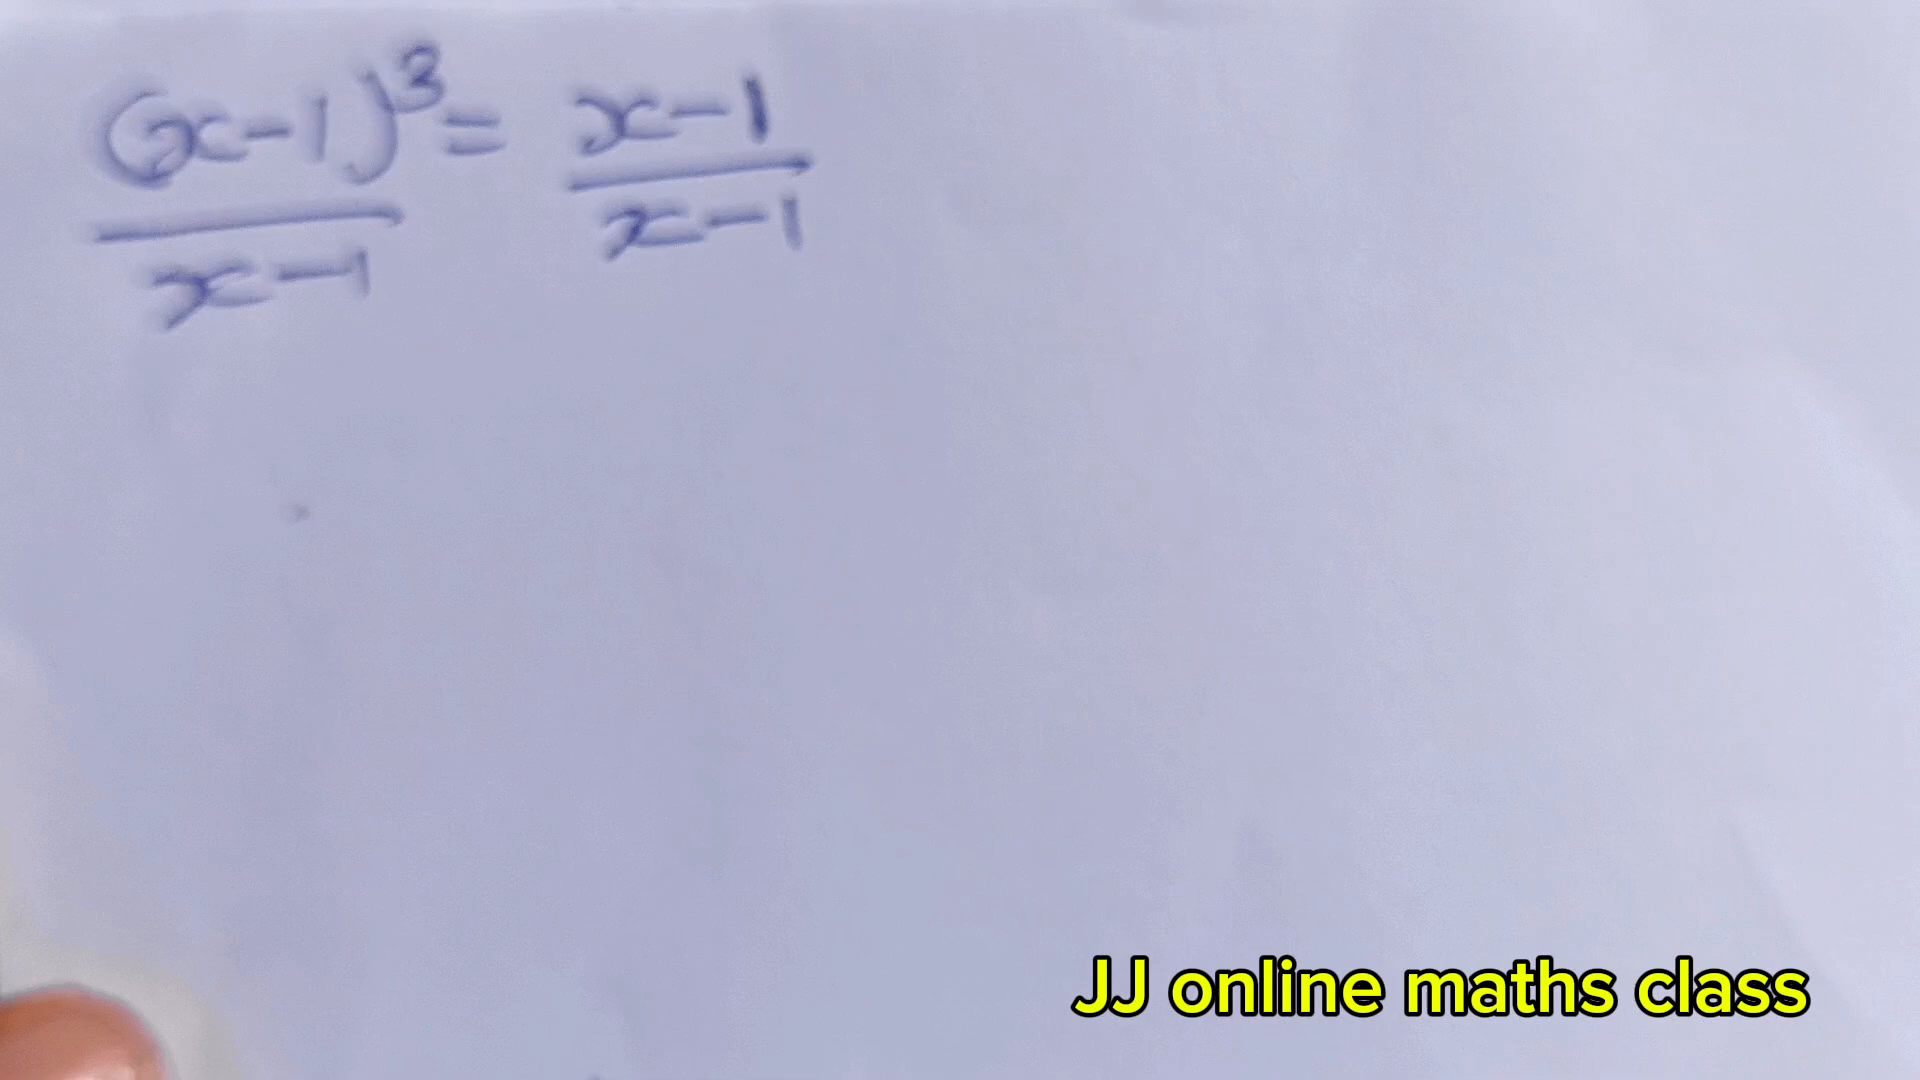 (x-1)³ = x-1
x-1 x-1
JJ online maths class